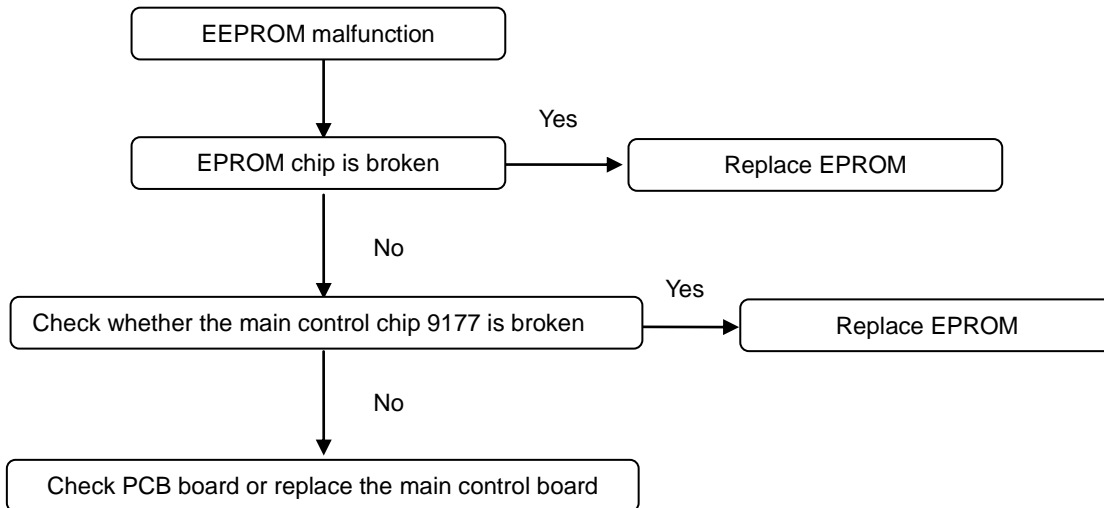 EEPROM malfunction
Yes
EPROM chip is broken
Replace EPROM
No
Yes
Check whether the main control chip 9177 is broken
Replace EPROM
No
Check PCB board or replace the main control board